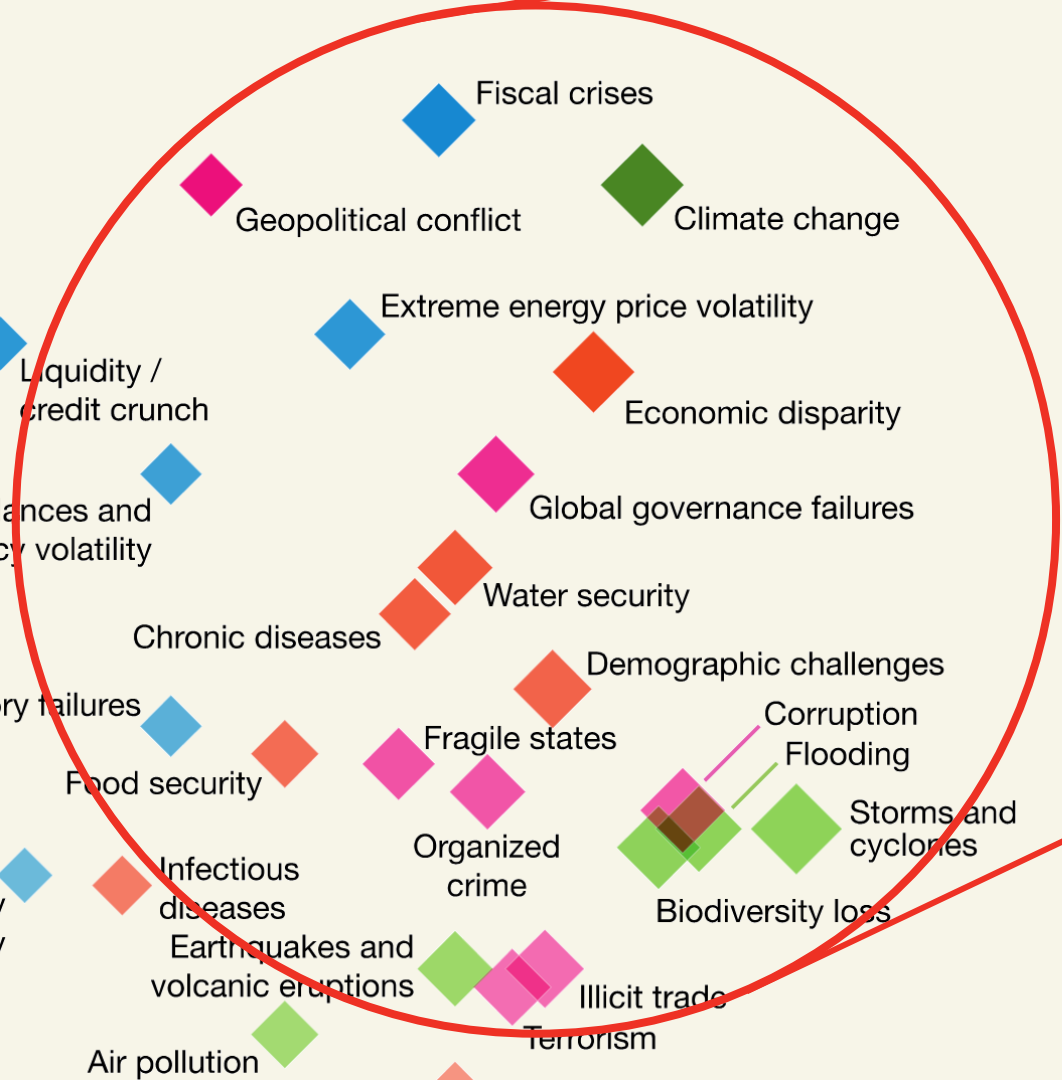 Fiscal crises
Geopolitical conflict
Climate change
Extreme energy price volatility
Liquidity /
credit crunch
Economic disparity
ances and
cy volatility
Global governance failures
Water security
Chronic diseases
Demographic challenges
ory failures
Corruption
Fragile states
Flooding
Food security
Storms and
cyclones
Organized
crime
Infectious
diseases
Biodiversity loss
Earthquakes and
volcanic eruptions
Illicit trade
Terrorism
Air pollution